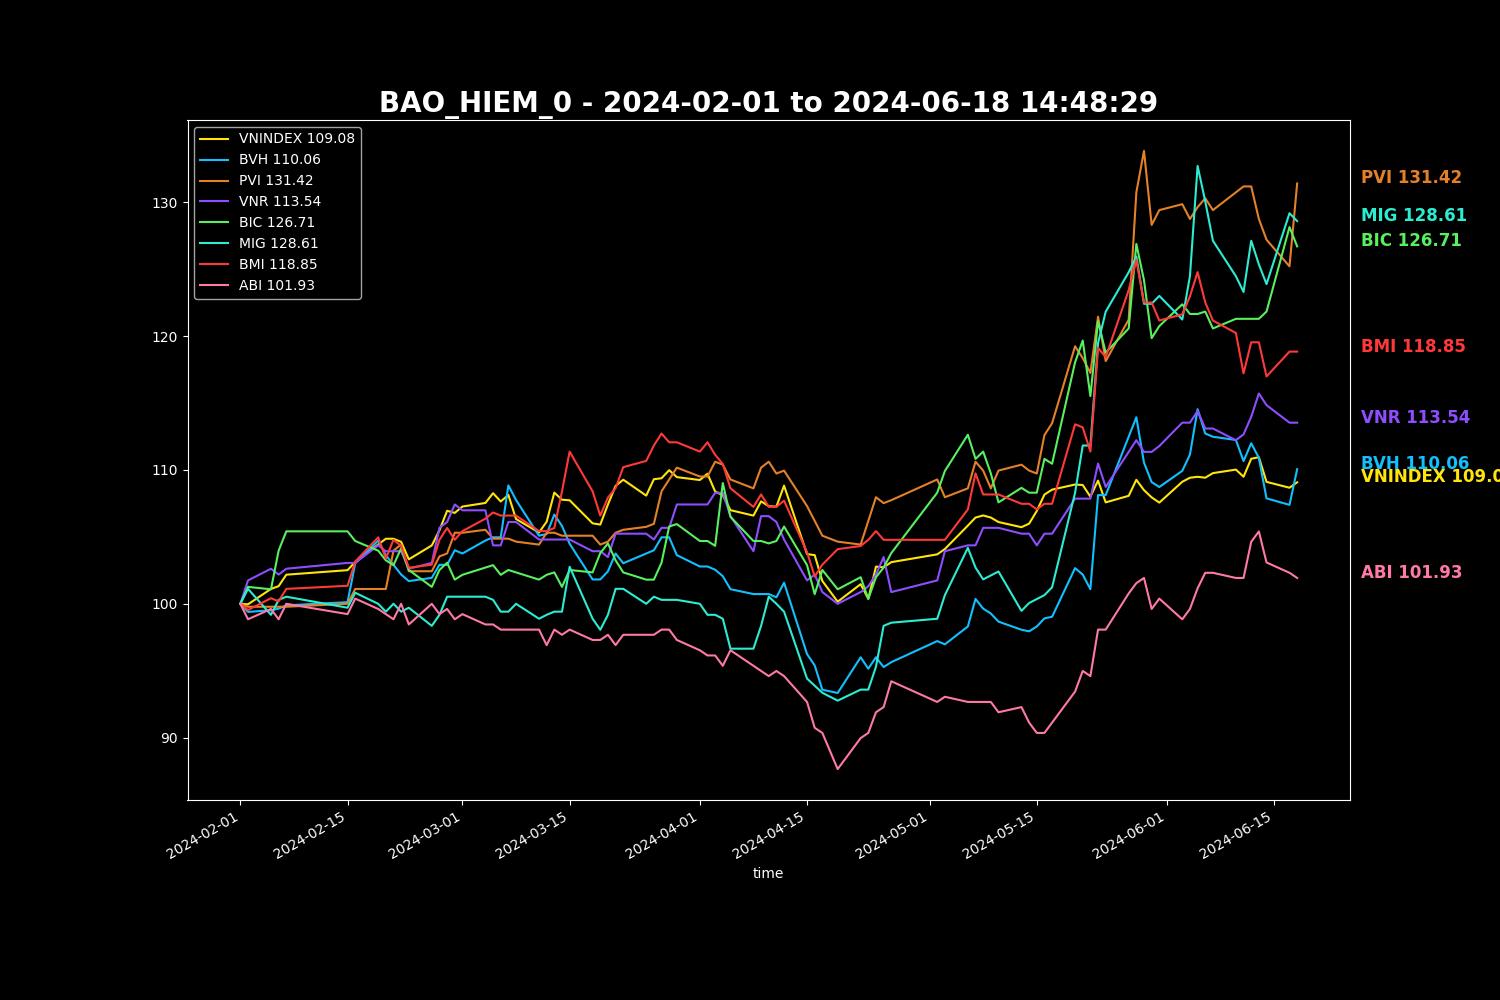 BAO_HIEM_0 - 2024-02-01 to 2024-06-18 14:48:29
VNINDEX 109.08
BVH 110.06
PVI 131.42
VNR 113.54
BIC 126.71
MIG 128.61
BMI 118.85
ABI 101.93
130
120
110
100
90
PVI 131.42
MIG 128.61
BIC 126.71
BMI 118.85
VNR 113.54
BVH 110.06
VNINDEX 109.0
ABI 101.93
2024-02-01
2024-02-15
2024-03-01
2024-03-15
2024-04-01
2024-04-15
2024-05-01
2024-05-15
2024-06-01
2024-06-15
time